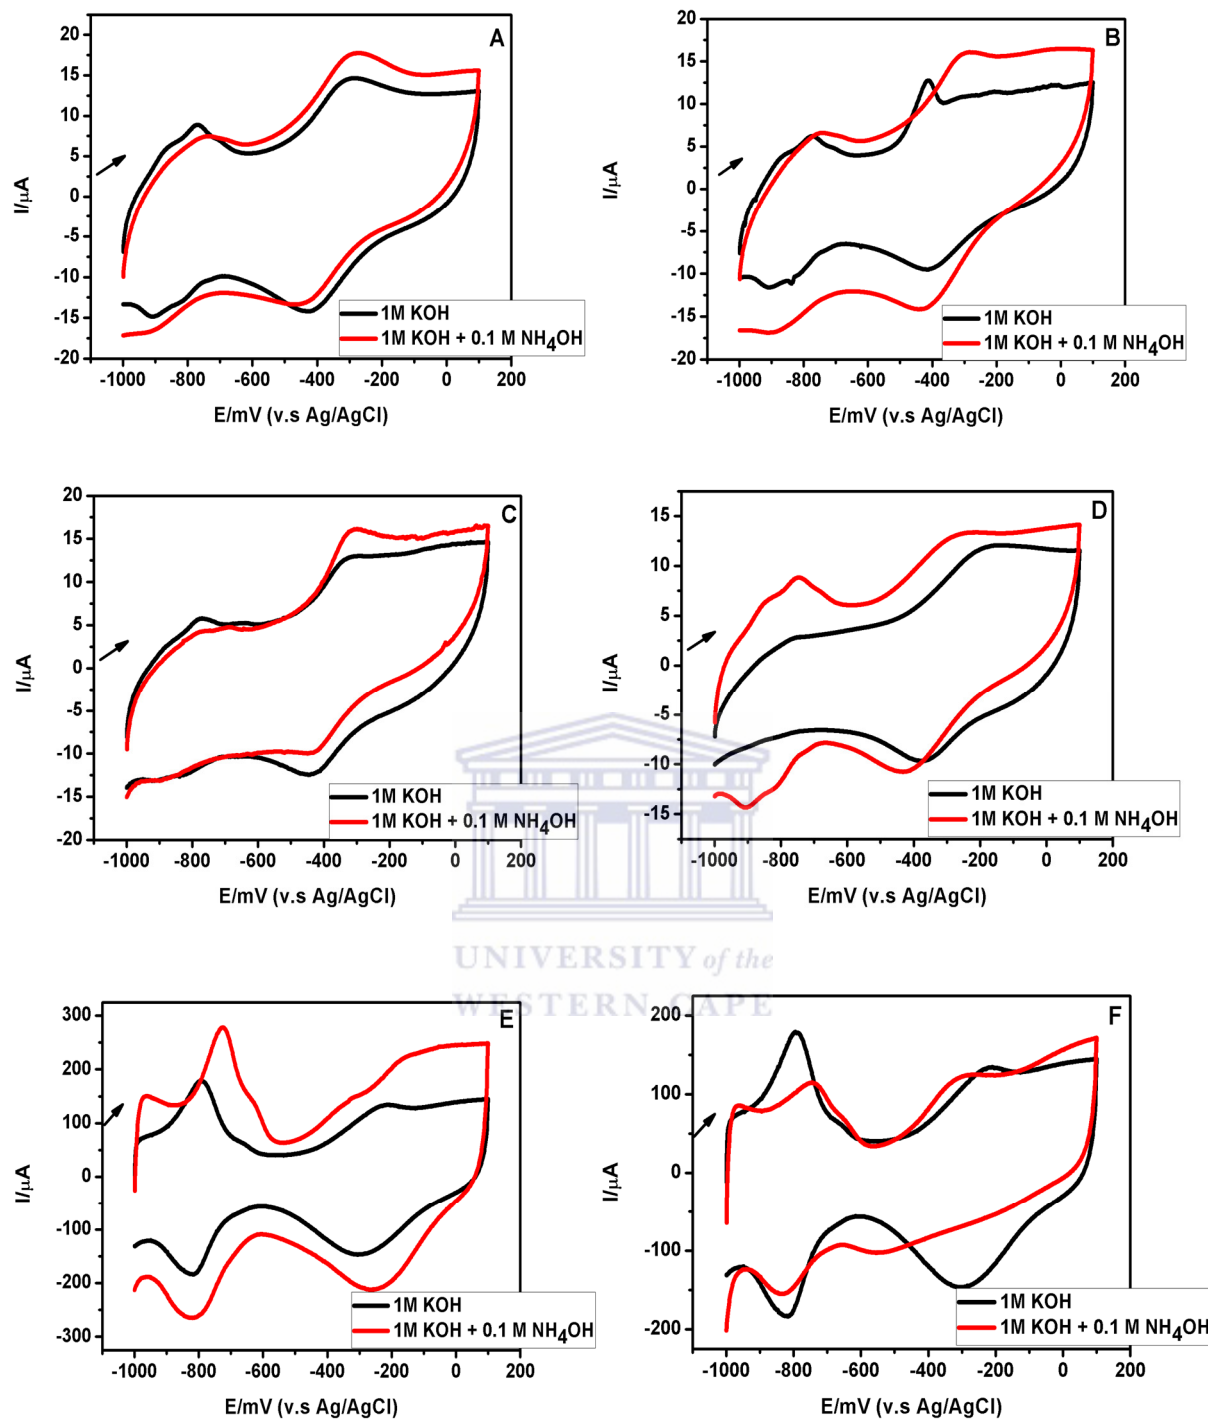 A
I/µA
20
15
10
5
0
-5
-10
-15
-20
1M KOH
1M KOH + 0.1 M NH4OH
-1000 -800 -600 -400 -200 0 200
E/mV (v.s Ag/AgCl)
B
I/µA
20
15
10
5
0
-5
-10
-15
-20
1M KOH
1M KOH + 0.1 M NH4OH
-1000 -800 -600 -400 -200 0 200
E/mV (v.s Ag/AgCl)
C
I/µA
20
15
10
5
0
-5
-10
-15
-20
1M KOH
1M KOH + 0.1 M NH4OH
-1000 -800 -600 -400 -200 0 200
E/mV (v.s Ag/AgCl)
D
I/µA
15
10
5
0
-5
-10
-15
1M KOH
1M KOH + 0.1 M NH4OH
-1000 -800 -600 -400 -200 0 200
E/mV (v.s Ag/AgCl)
UNIVERSITY of the
WESTERN CAPE
E
I/µA
300
200
100
0
-100
-200
-300
1M KOH
1M KOH + 0.1 M NH4OH
-1000 -800 -600 -400 -200 0 200
E/mV (v.s Ag/AgCl)
F
I/µA
200
100
0
-100
-200
1M KOH
1M KOH + 0.1 M NH4OH
-1000 -800 -600 -400 -200 0 200
E/mV (v.s Ag/AgCl)